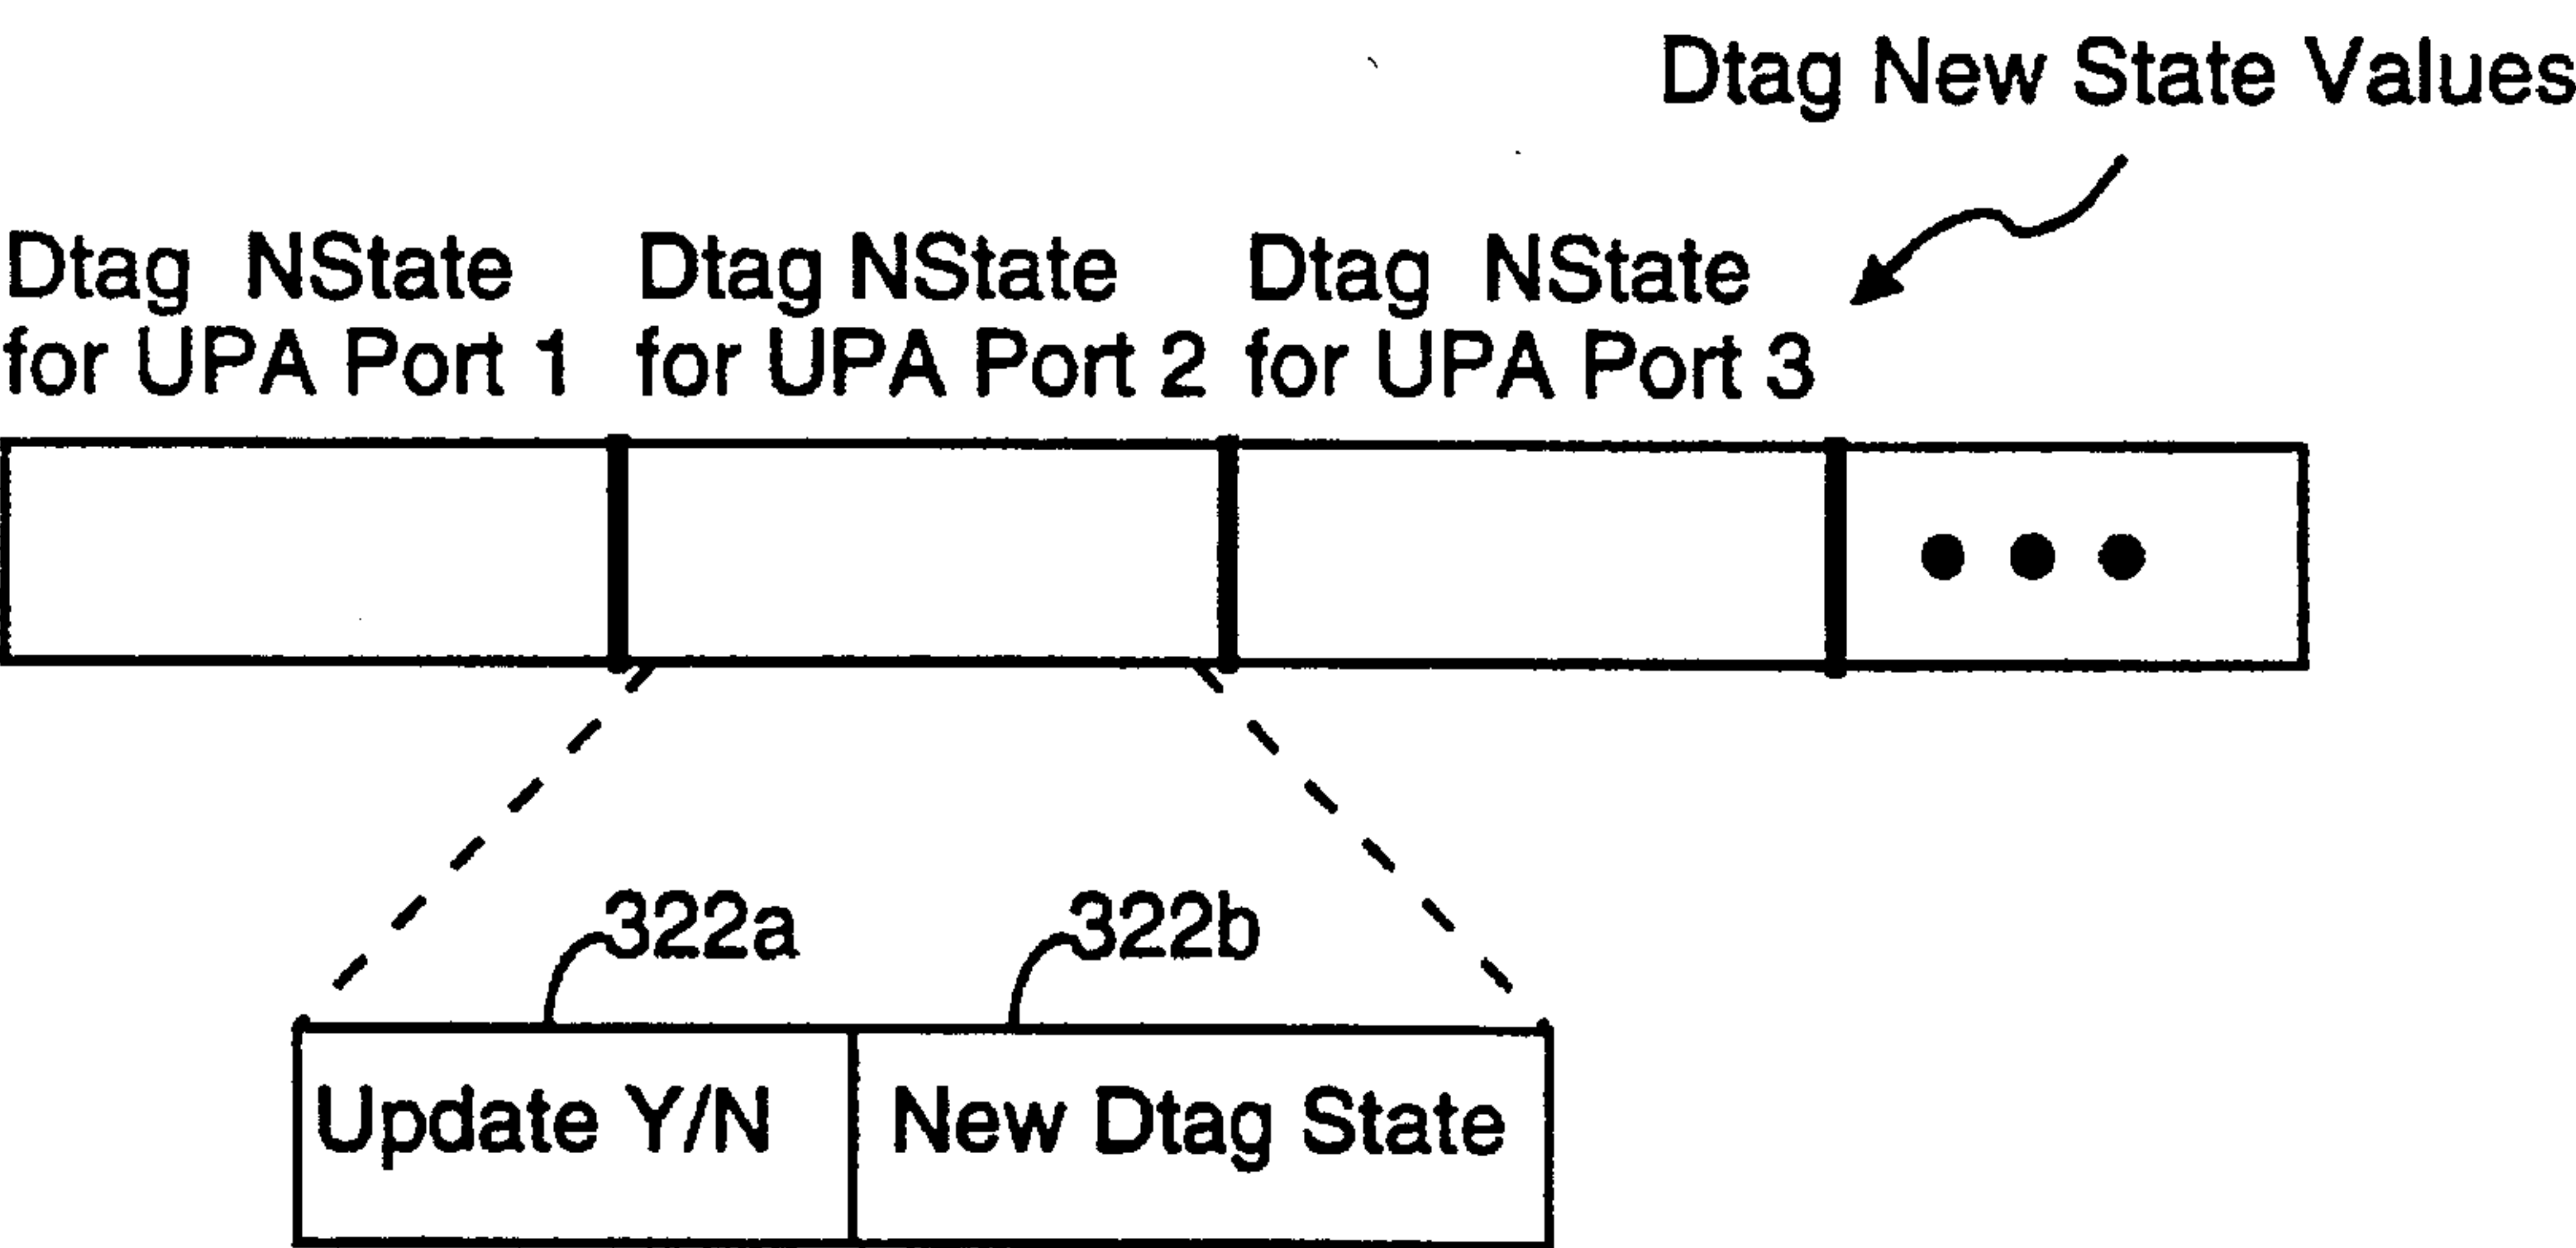 Dtag New State Values
Dtag NState
for UPA Port 1
Dtag NState
for UPA Port 2
Dtag NState
for UPA Port 3
322a
322b
Update Y/N
New Dtag State